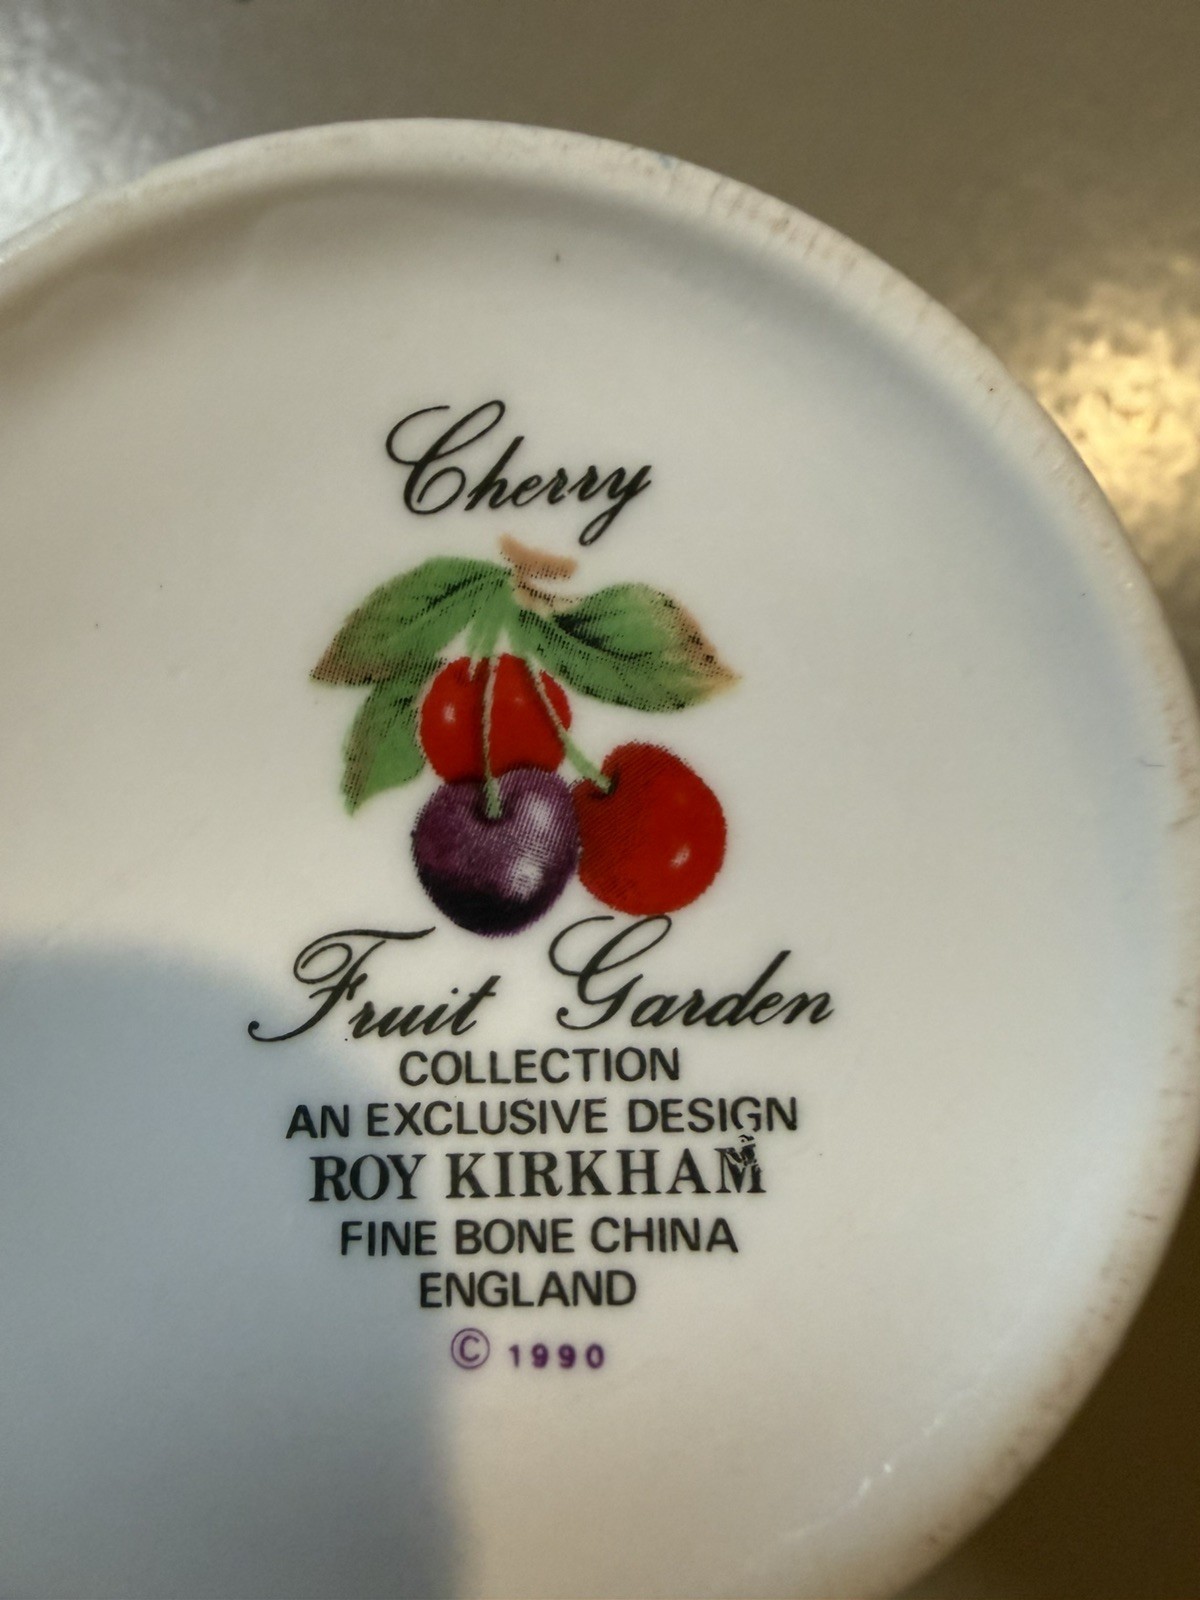 Cherry
Fruit Garden
COLLECTION
AN EXCLUSIVE DESIGN
ROY KIRKHAM
FINE BONE CHINA
ENGLAND
© 1990